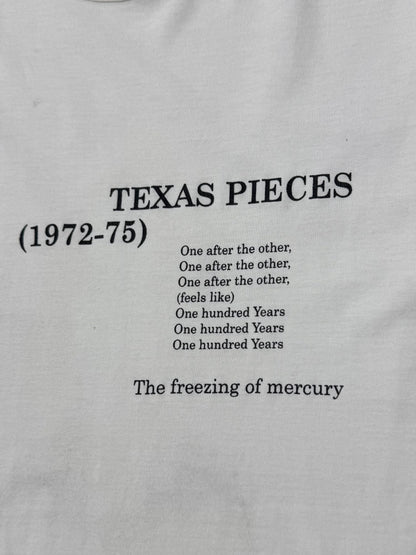 TEXAS PIECES
(1972-75)
One after the other,
One after the other,
One after the other,
(feels like)
One hundred Years
One hundred Years
One hundred Years
The freezing of mercury